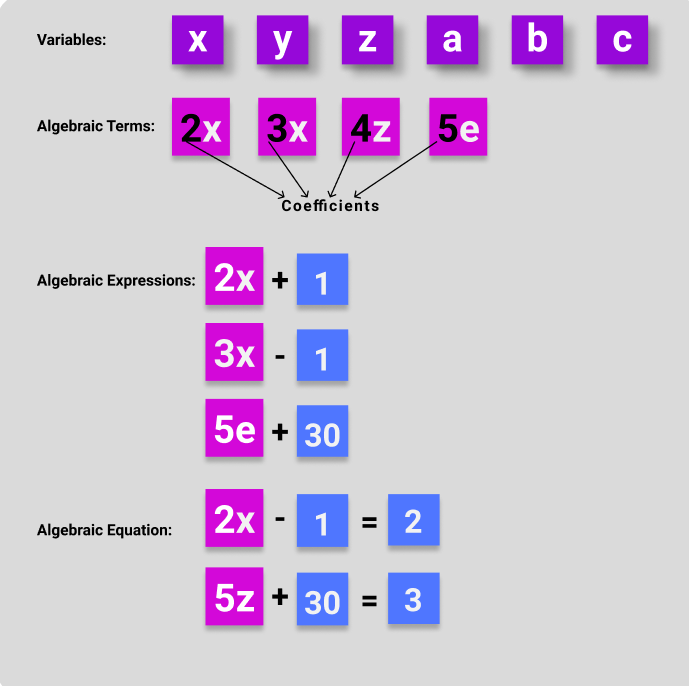 Variables: x y z a b c
Algebraic Terms: 2x 3x 4z 5e
Coefficients
Algebraic Expressions: 2x + 1
3x - 1
5e + 30
2x - 1 = 2
Algebraic Equation:
5z + 30 = 3